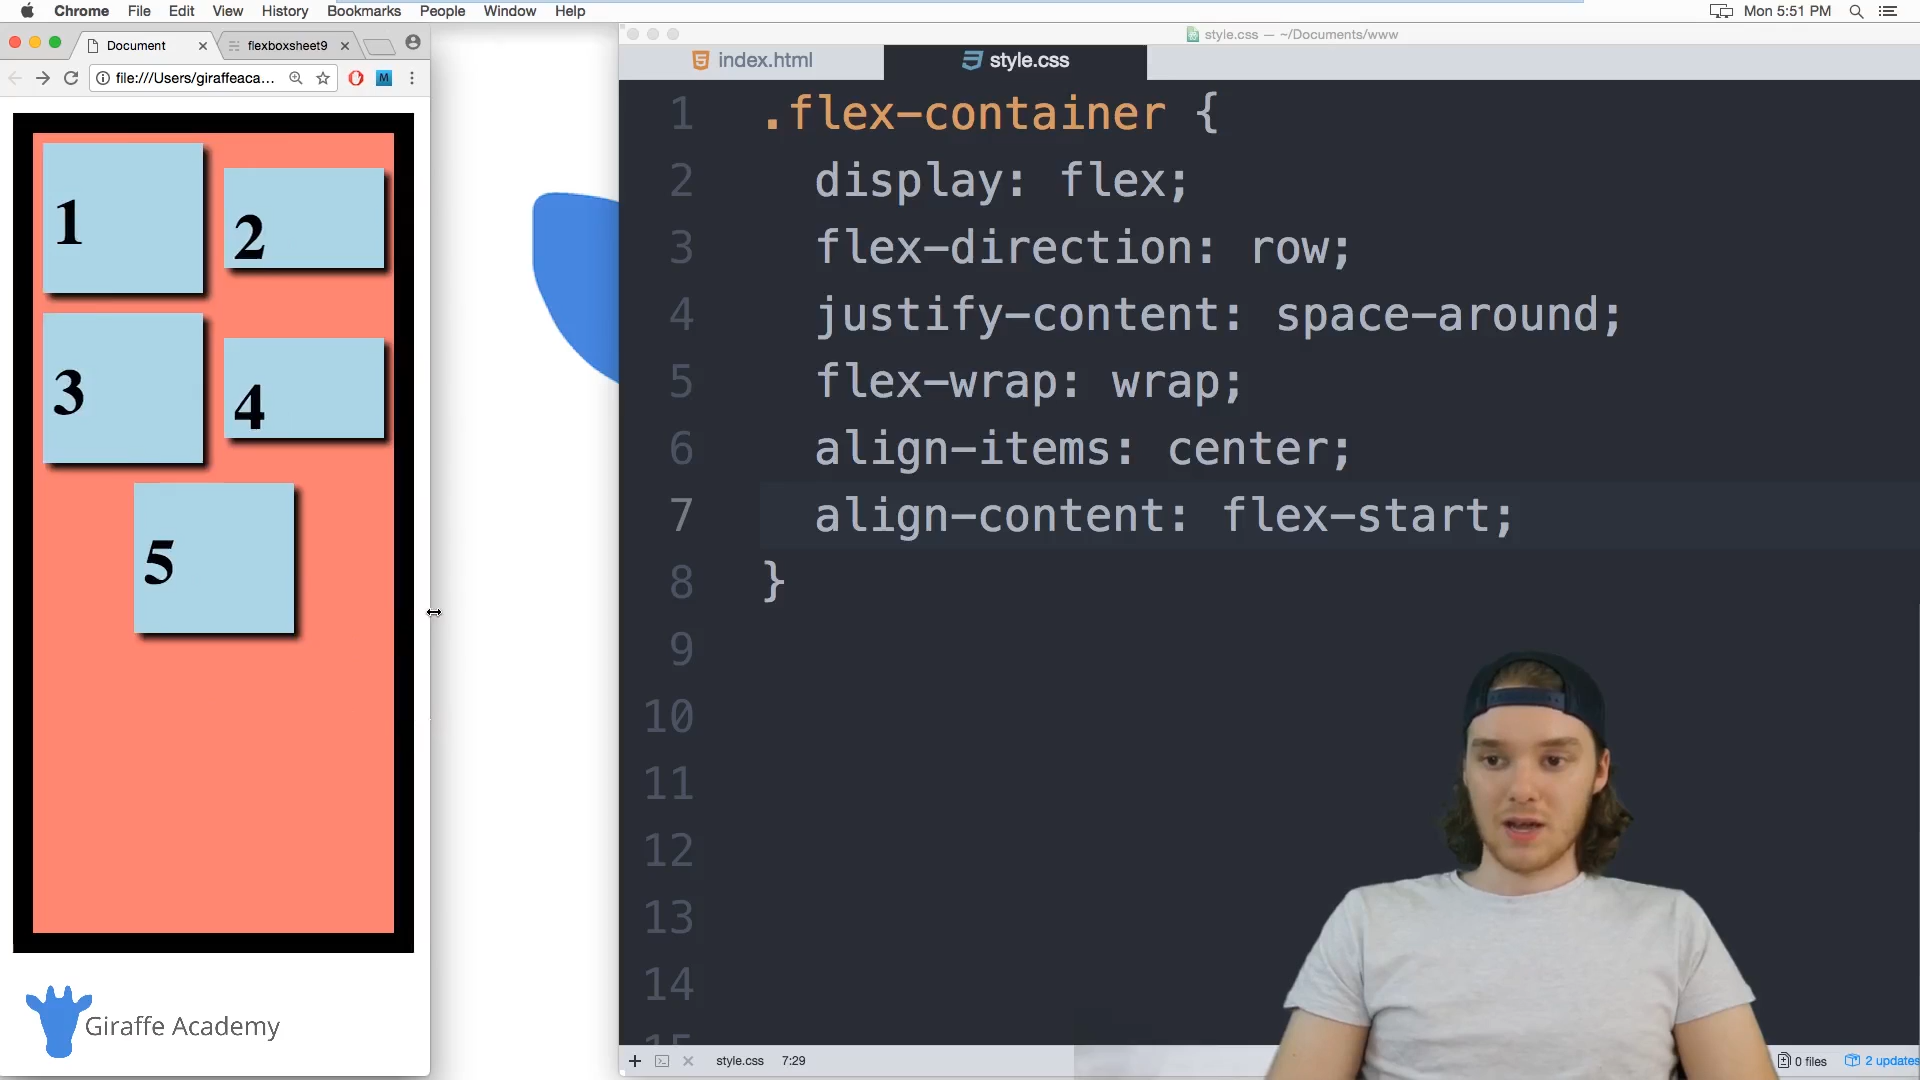 Chrome File Edit View History Bookmarks People Window Help Mon 5:51 PM
Document flexboxsheet9
file:///Users/giraffeaca...
M
1
2
3
4
5
Giraffe Academy
style.css — ~/Documents/www
index.html style.css
1 .flex-container {
2 display: flex;
3 flex-direction: row;
4 justify-content: space-around;
5 flex-wrap: wrap;
6 align-items: center;
7 align-content: flex-start;
8 }
9
10
11
12
13
14
15
style.css 7:29 0 files 2 updates